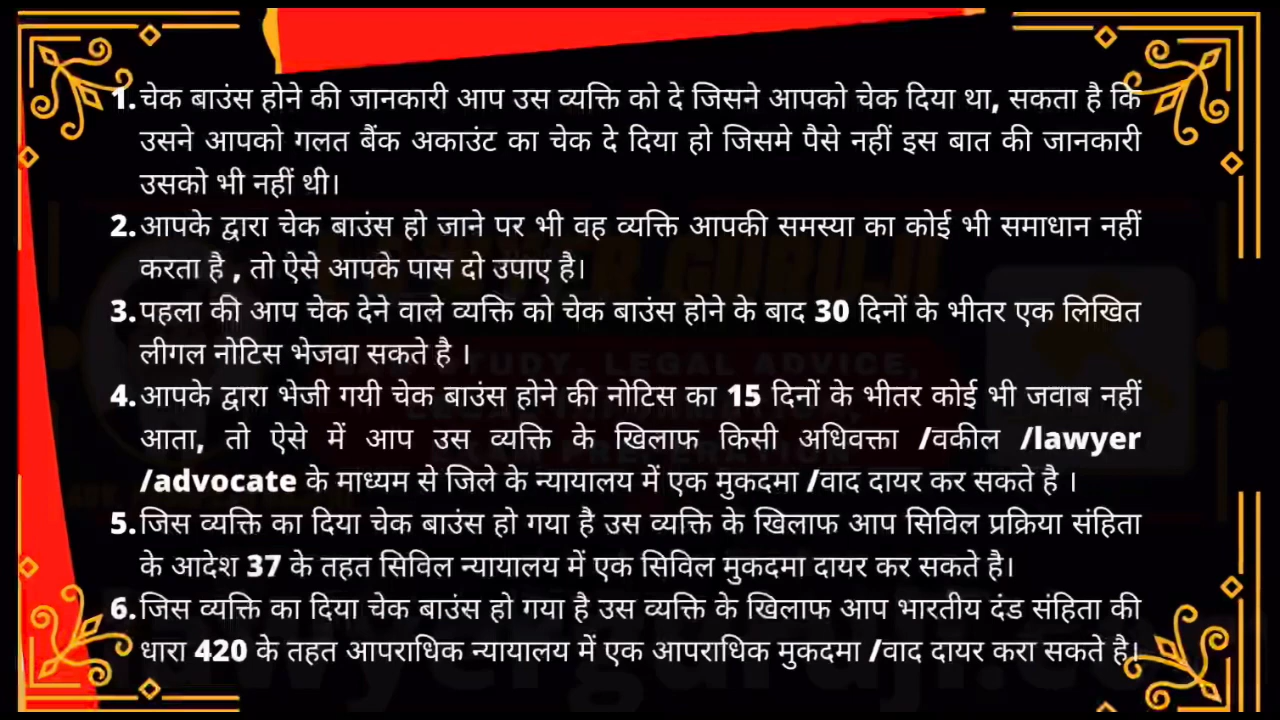 1. चेक बाउंस होने की जानकारी आप उस व्यक्ति को दे जिसने आपको चेक दिया था, सकता है कि
उसने आपको गलत बैंक अकाउंट का चेक दे दिया हो जिसमे पैसे नहीं इस बात की जानकारी
उसको भी नहीं थी।
2. आपके द्वारा चेक बाउंस हो जाने पर भी वह व्यक्ति आपकी समस्या का कोई भी समाधान नहीं
करता है , तो ऐसे आपके पास दो उपाए है।
3. पहला की आप चेक देने वाले व्यक्ति को चेक बाउंस होने के बाद 30 दिनों के भीतर एक लिखित
लीगल नोटिस भेजवा सकते है ।
4. आपके द्वारा भेजी गयी चेक बाउंस होने की नोटिस का 15 दिनों के भीतर कोई भी जवाब नहीं
आता, तो ऐसे में आप उस व्यक्ति के खिलाफ किसी अधिवक्ता /वकील /lawyer
/advocate के माध्यम से जिले के न्यायालय में एक मुकदमा /वाद दायर कर सकते है ।
5. जिस व्यक्ति का दिया चेक बाउंस हो गया है उस व्यक्ति के खिलाफ आप सिविल प्रक्रिया संहिता
के आदेश 37 के तहत सिविल न्यायालय में एक सिविल मुकदमा दायर कर सकते है।
6. जिस व्यक्ति का दिया चेक बाउंस हो गया है उस व्यक्ति के खिलाफ आप भारतीय दंड संहिता की
धारा 420 के तहत आपराधिक न्यायालय में एक आपराधिक मुकदमा /वाद दायर करा सकते है।